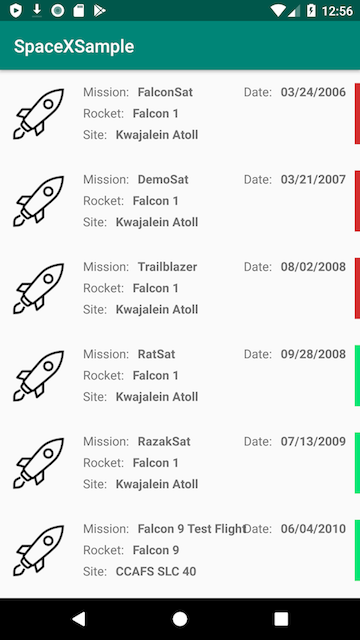 12:56
SpaceXSample
Mission: FalconSat Date: 03/24/2006
Rocket: Falcon 1
Site: Kwajalein Atoll
Mission: DemoSat Date: 03/21/2007
Rocket: Falcon 1
Site: Kwajalein Atoll
Mission: Trailblazer Date: 08/02/2008
Rocket: Falcon 1
Site: Kwajalein Atoll
Mission: RatSat Date: 09/28/2008
Rocket: Falcon 1
Site: Kwajalein Atoll
Mission: RazakSat Date: 07/13/2009
Rocket: Falcon 1
Site: Kwajalein Atoll
Mission: Falcon 9 Test Flight Date: 06/04/2010
Rocket: Falcon 9
Site: CCAFS SLC 40